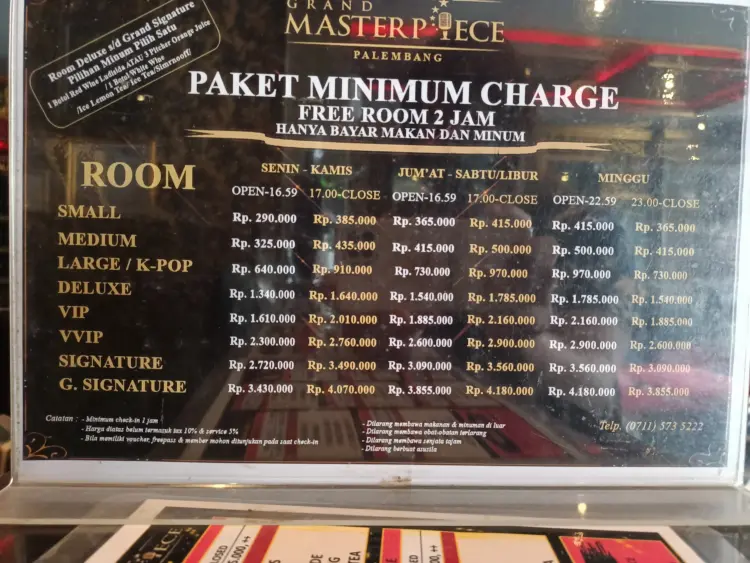 GRAND
MASTERPIECE
PALEMBANG
Room Deluxe s/d Grand Signature
Pilihan Minum Pilih Satu
1 Botol Red Wine Lafleida ATAU 3 Pitcher Orange Juice
/ 1 Botol White Wine
/Ice Lemon Tea/ Ice Tea/Simrnooff/
PAKET MINIMUM CHARGE
FREE ROOM 2 JAM
HANYA BAYAR MAKAN DAN MINUM
ROOM SENIN - KAMIS JUM'AT - SABTU/LIBUR MINGGU
OPEN-16.59 17.00-CLOSE OPEN-16.59 17.00-CLOSE OPEN-22.59 23.00-CLOSE
SMALL Rp. 290.000 Rp. 385.000 Rp. 365.000 Rp. 415.000 Rp. 415.000 Rp. 365.000
MEDIUM Rp. 325.000 Rp. 435.000 Rp. 415.000 Rp. 500.000 Rp. 500.000 Rp. 415.000
LARGE / K-POP Rp. 640.000 Rp. 910.000 Rp. 730.000 Rp. 970.000 Rp. 970.000 Rp. 730.000
DELUXE Rp. 1.340.000 Rp. 1.640.000 Rp. 1.540.000 Rp. 1.785.000 Rp. 1.785.000 Rp. 1.540.000
VIP Rp. 1.610.000 Rp. 2.010.000 Rp. 1.885.000 Rp. 2.160.000 Rp. 2.160.000 Rp. 1.885.000
VVIP Rp. 2.300.000 Rp. 2.760.000 Rp. 2.600.000 Rp. 2.900.000 Rp. 2.900.000 Rp. 2.600.000
SIGNATURE Rp. 2.720.000 Rp. 3.490.000 Rp. 3.090.000 Rp. 3.560.000 Rp. 3.560.000 Rp. 3.090.000
G. SIGNATURE Rp. 3.430.000 Rp. 4.070.000 Rp. 3.855.000 Rp. 4.180.000 Rp. 4.180.000 Rp. 3.855.000
Catatan : - Minimum check-in 1 jam
- Harga diatas belum termasuk tax 10% & service 5%
- Bila memiliki voucher, freepass & member mohon ditunjukan pada saat check-in
- Dilarang membawa makanan & minuman di luar
- Dilarang membawa obat-obatan terlarang
- Dilarang membawa senjata tajam
- Dilarang berbuat asusila
Telp. (0711) 573 5222